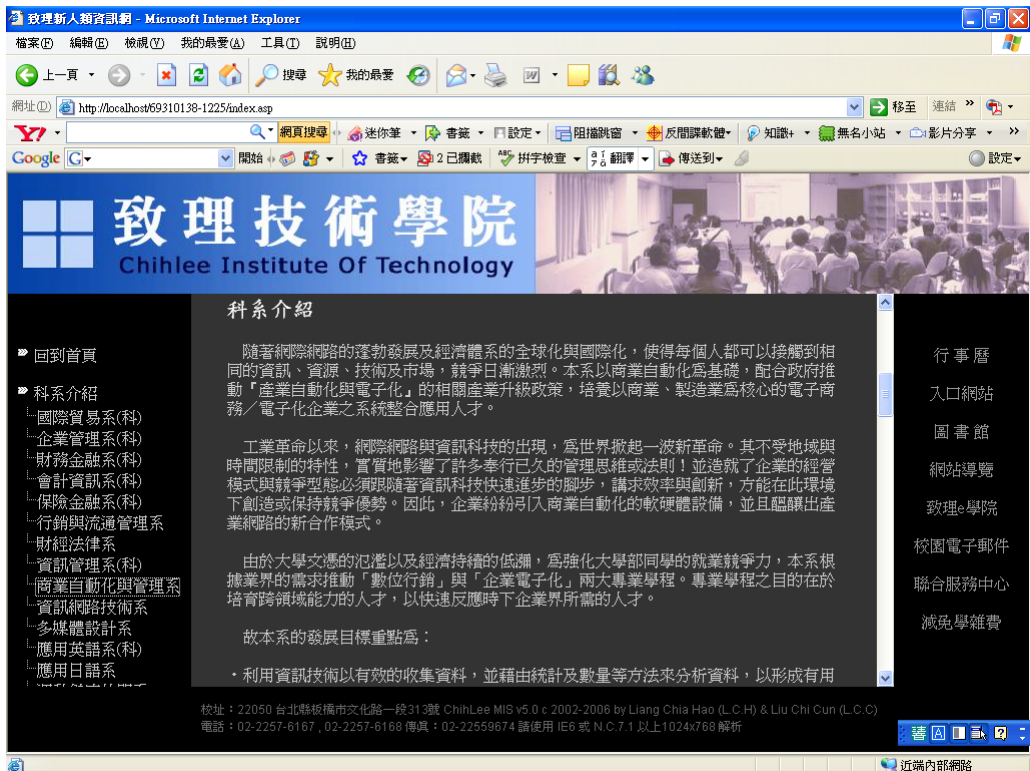 致理新人類資訊網 - Microsoft Internet Explorer
檔案(F) 編輯(E) 檢視(V) 我的最愛(A) 工具(T) 說明(H)
上一頁 搜尋 我的最愛
網址(D) http://localhost/69310138-1225/index.asp 移至 連結 »
Y! 網頁搜尋 迷你筆 書籤 設定 阻擋跳窗 反間諜軟體 知識+ 無名小站 影片分享 »
Google G 開始 書籤 2 已攔截 拼字檢查 翻譯 傳送到 設定
致理技術學院
Chihlee Institute Of Technology
科系介紹
隨著網際網路的蓬勃發展及經濟體系的全球化與國際化，使得每個人都可以接觸到相
同的資訊、資源、技術及市場，競爭日漸激烈。本系以商業自動化為基礎，配合政府推
動『產業自動化與電子化』的相關產業升級政策，培養以商業、製造業為核心的電子商
務／電子化企業之系統整合應用人才。
工業革命以來，網際網路與資訊科技的出現，為世界掀起一波新革命。其不受地域與
時間限制的特性，實質地影響了許多奉行已久的管理思維或法則！並造就了企業的經營
模式與競爭型態必須跟隨著資訊科技快速進步的腳步，講求效率與創新，方能在此環境
下創造或保持競爭優勢。因此，企業紛紛引入商業自動化的軟硬體設備，並且醞釀出產
業網路的新合作模式。
由於大學文憑的氾濫以及經濟持續的低瀰，為強化大學部同學的就業競爭力，本系根
據業界的需求推動「數位行銷」與「企業電子化」兩大專業學程。專業學程之目的在於
培育跨領域能力的人才，以快速反應時下企業界所需的人才。
故本系的發展目標重點為：
・利用資訊技術以有效的收集資料，並藉由統計及數量等方法來分析資料，以形成有用
回到首頁
科系介紹
國際貿易系(科)
企業管理系(科)
財務金融系(科)
會計資訊系(科)
保險金融系(科)
行銷與流通管理系
財經法律系
資訊管理系(科)
商業自動化與管理系
資訊網路技術系
多媒體設計系
應用英語系(科)
應用日語系
行事曆
入口網站
圖書館
網站導覽
致理e學院
校園電子郵件
聯合服務中心
減免學雜費
校址：22050 台北縣板橋市文化路一段313號 ChihLee MIS v5.0 c 2002-2006 by Liang Chia Hao (L.C.H) & Liu Chi Cun (L.C.C)
電話：02-2257-6167 , 02-2257-6168 傳真：02-22559674 請使用 IE6 或 N.C.7.1 以上1024x768 解析
近端內部網路